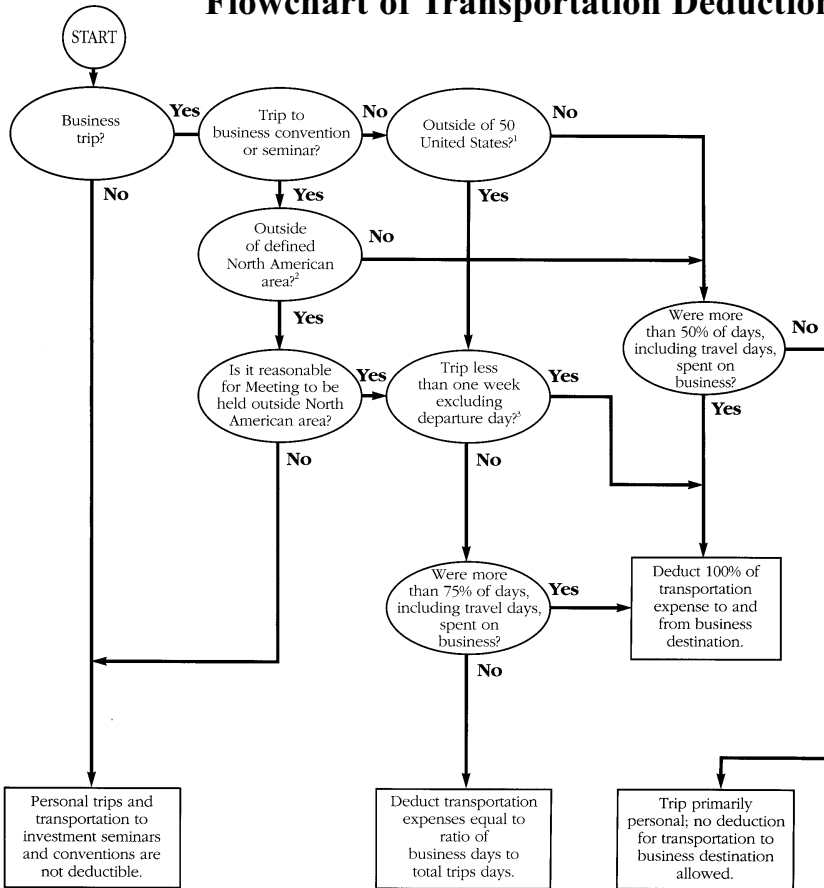 Flowchart of Transportation Deduction
START
Business
trip?
Yes
Trip to
business convention
or seminar?
No
Outside of 50
United States?¹
No
No
Yes
Yes
Outside
of defined
North American
area?²
No
Yes
Were more
than 50% of days,
including travel days,
spent on
business?
No
Is it reasonable
for Meeting to be
held outside North
American area?
Yes
Trip less
than one week
excluding
departure day?³
Yes
Yes
No
No
Were more
than 75% of days,
including travel days,
spent on
business?
Yes
Deduct 100% of
transportation
expense to and
from business
destination.
No
Personal trips and
transportation to
investment seminars
and conventions are
not deductible.
Deduct transportation
expenses equal to
ratio of
business days to
total trips days.
Trip primarily
personal; no deduction
for transportation to
business destination
allowed.